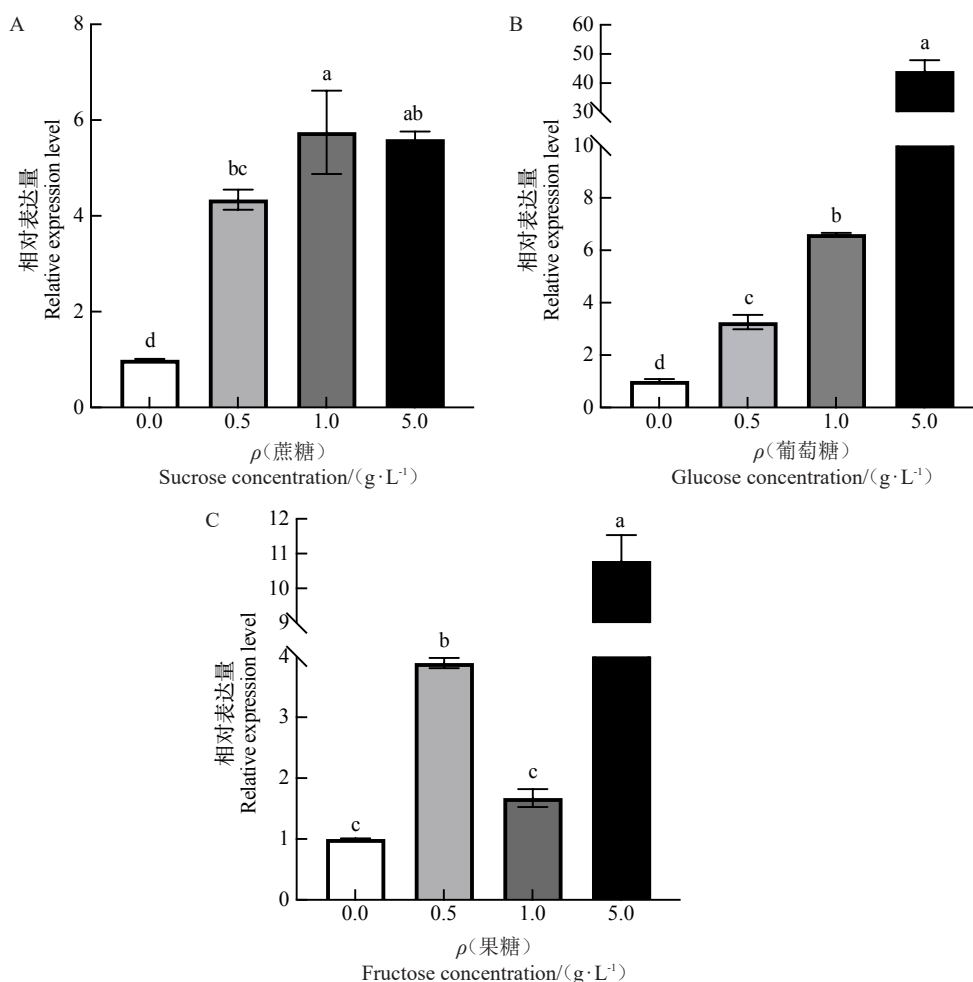 A
相对表达量
Relative expression level
8
6
4
2
0
d
bc
a
ab
0.0 0.5 1.0 5.0
ρ(蔗糖)
Sucrose concentration/(g·L⁻¹)
B
相对表达量
Relative expression level
60
50
40
30
10
8
6
4
2
0
d
c
b
a
0.0 0.5 1.0 5.0
ρ(葡萄糖)
Glucose concentration/(g·L⁻¹)
C
相对表达量
Relative expression level
12
11
10
9
4
3
2
1
0
c
b
c
a
0.0 0.5 1.0 5.0
ρ(果糖)
Fructose concentration/(g·L⁻¹)